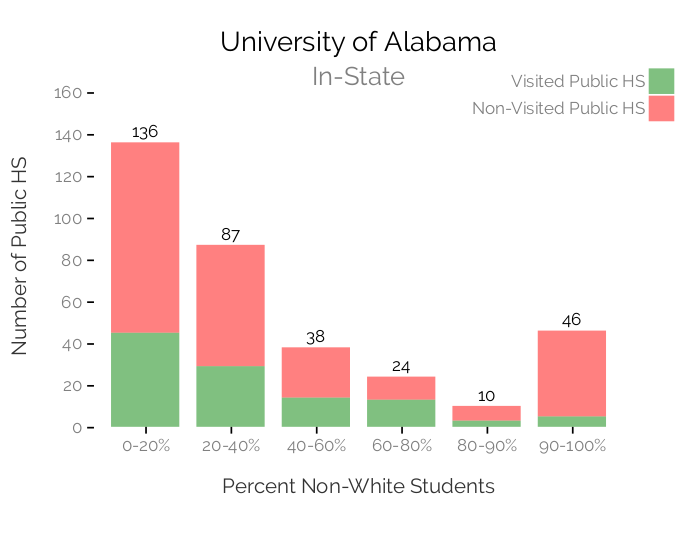 University of Alabama
In-State
Visited Public HS
Non-Visited Public HS
Number of Public HS
160
140
120
100
80
60
40
20
0
136
87
38
24
10
46
0-20% 20-40% 40-60% 60-80% 80-90% 90-100%
Percent Non-White Students